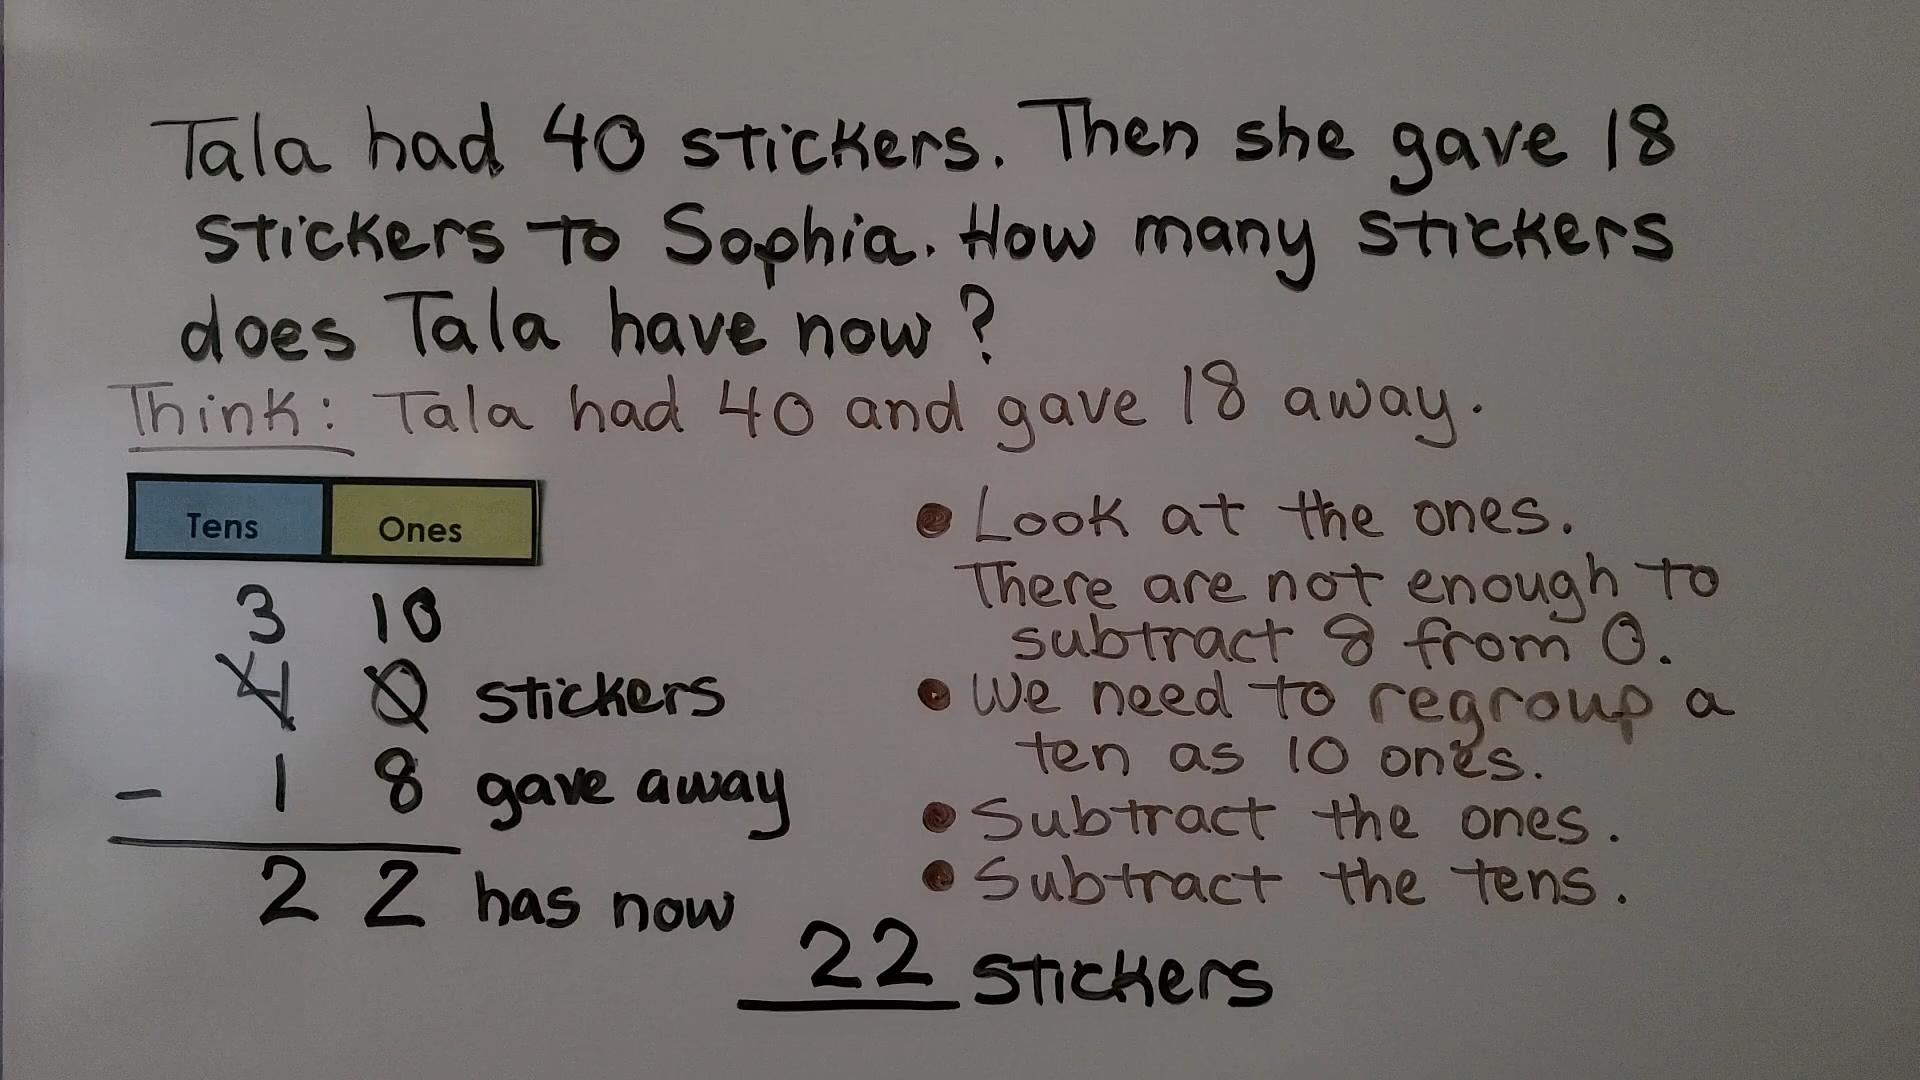 Tala had 40 stickers. Then she gave 18
stickers to Sophia. How many stickers
does Tala have now?
Think: Tala had 40 and gave 18 away.
Tens Ones
3 10
4 0 stickers
- 1 8 gave away
2 2 has now
• Look at the ones.
There are not enough to
subtract 8 from 0.
• We need to regroup a
ten as 10 ones.
• Subtract the ones.
• Subtract the tens.
22 stickers